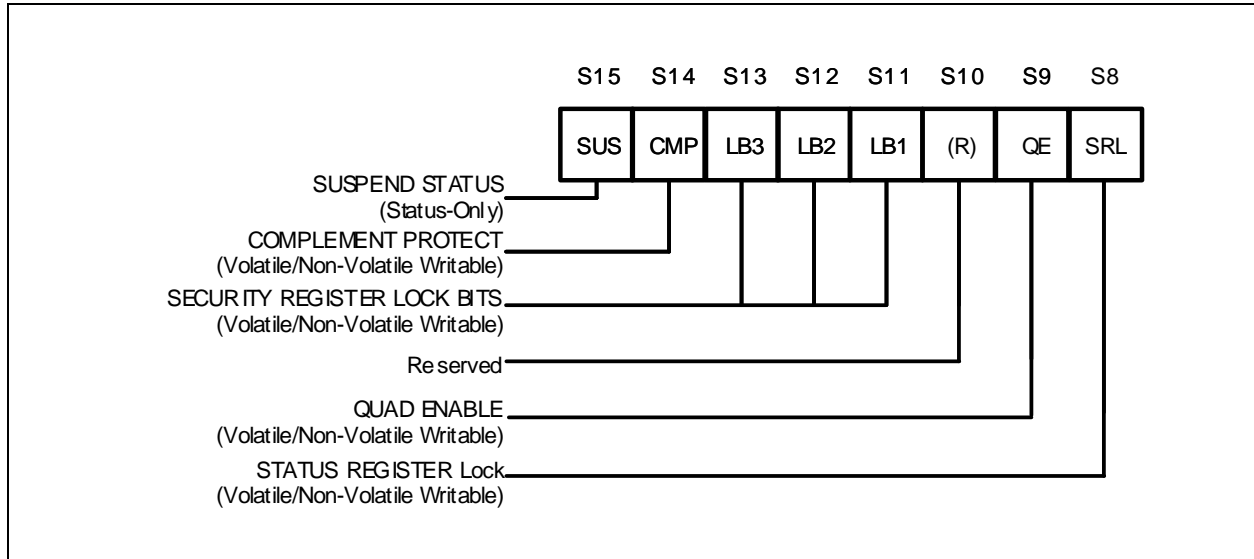 S15 S14 S13 S12 S11 S10 S9 S8
SUS CMP LB3 LB2 LB1 (R) QE SRL
SUSPEND STATUS
(Status-Only)
COMPLEMENT PROTECT
(Volatile/Non-Volatile Writable)
SECURITY REGISTER LOCK BITS
(Volatile/Non-Volatile Writable)
Reserved
QUAD ENABLE
(Volatile/Non-Volatile Writable)
STATUS REGISTER Lock
(Volatile/Non-Volatile Writable)